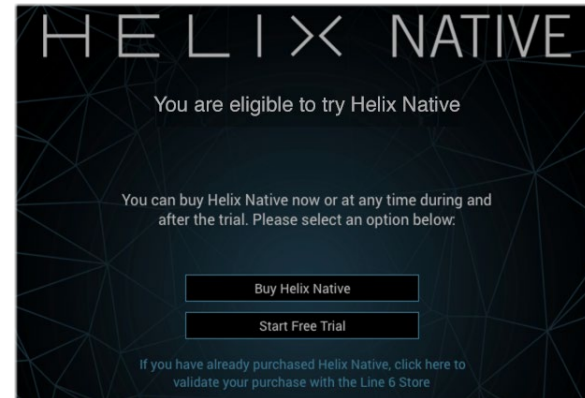 HELIX NATIVE
You are eligible to try Helix Native
You can buy Helix Native now or at any time during and
after the trial. Please select an option below:
Buy Helix Native
Start Free Trial
If you have already purchased Helix Native, click here to
validate your purchase with the Line 6 Store